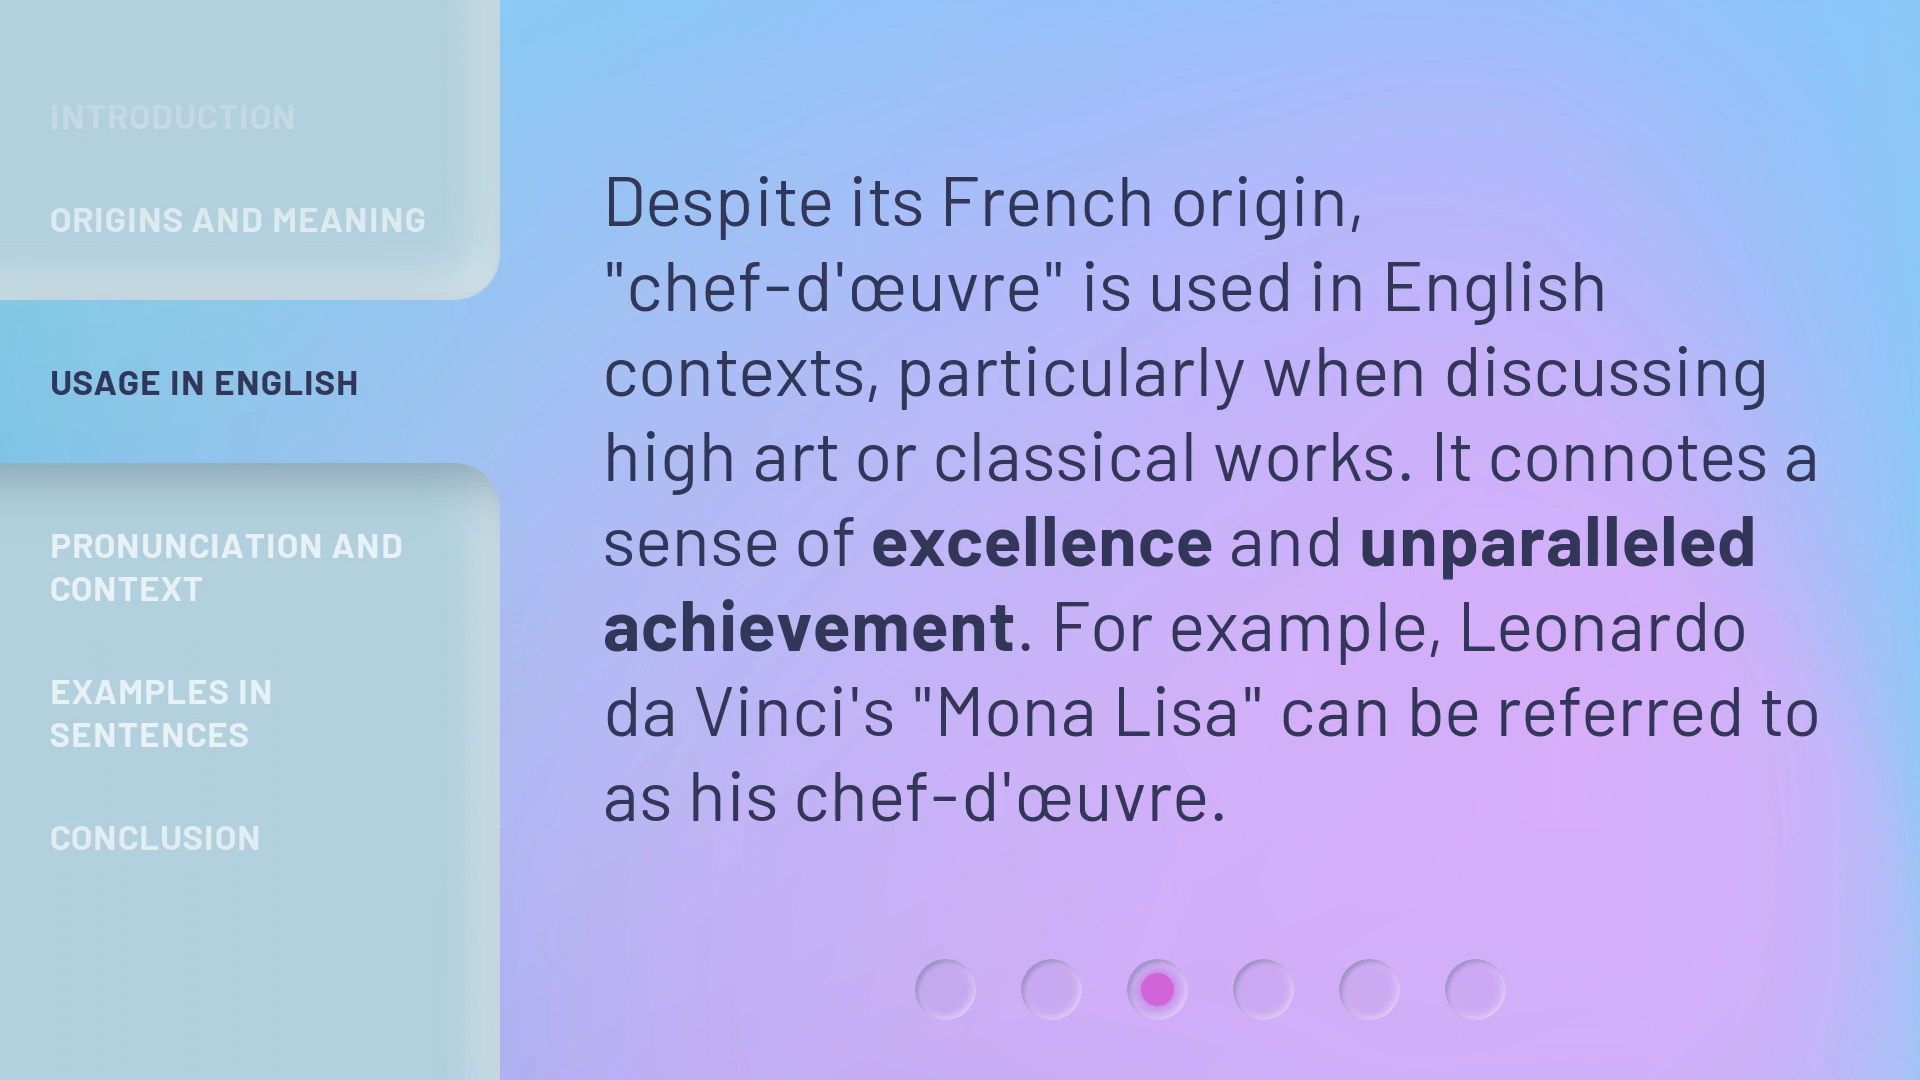 INTRODUCTION
ORIGINS AND MEANING
USAGE IN ENGLISH
PRONUNCIATION AND
CONTEXT
EXAMPLES IN
SENTENCES
CONCLUSION
Despite its French origin,
"chef-d'œuvre" is used in English
contexts, particularly when discussing
high art or classical works. It connotes a
sense of excellence and unparalleled
achievement. For example, Leonardo
da Vinci's "Mona Lisa" can be referred to
as his chef-d'œuvre.